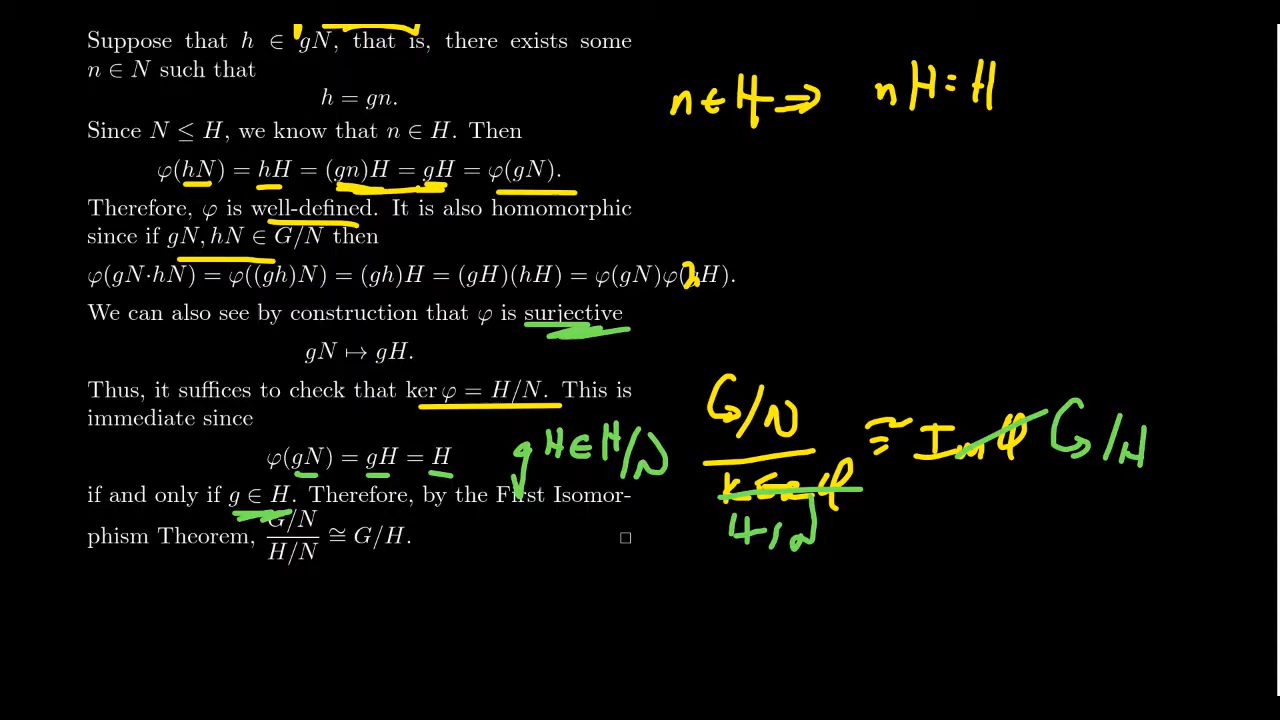 Suppose that h ∈ gN, that is, there exists some
n ∈ N such that
h = gn.
Since N ≤ H, we know that n ∈ H. Then
φ(hN) = hH = (gn)H = gH = φ(gN).
Therefore, φ is well-defined. It is also homomorphic
since if gN, hN ∈ G/N then
φ(gN·hN) = φ((gh)N) = (gh)H = (gH)(hH) = φ(gN)φ(hH).
We can also see by construction that φ is surjective
gN ↦ gH.
Thus, it suffices to check that ker φ = H/N. This is
immediate since
φ(gN) = gH = H
if and only if g ∈ H. Therefore, by the First Isomor-
phism Theorem, (G/N)/(H/N) ≅ G/H. □
n ∈ H ⇒ nH = H
gH ∈ H/N
G/N
ker φ
H/N
≅ Im φ G/H